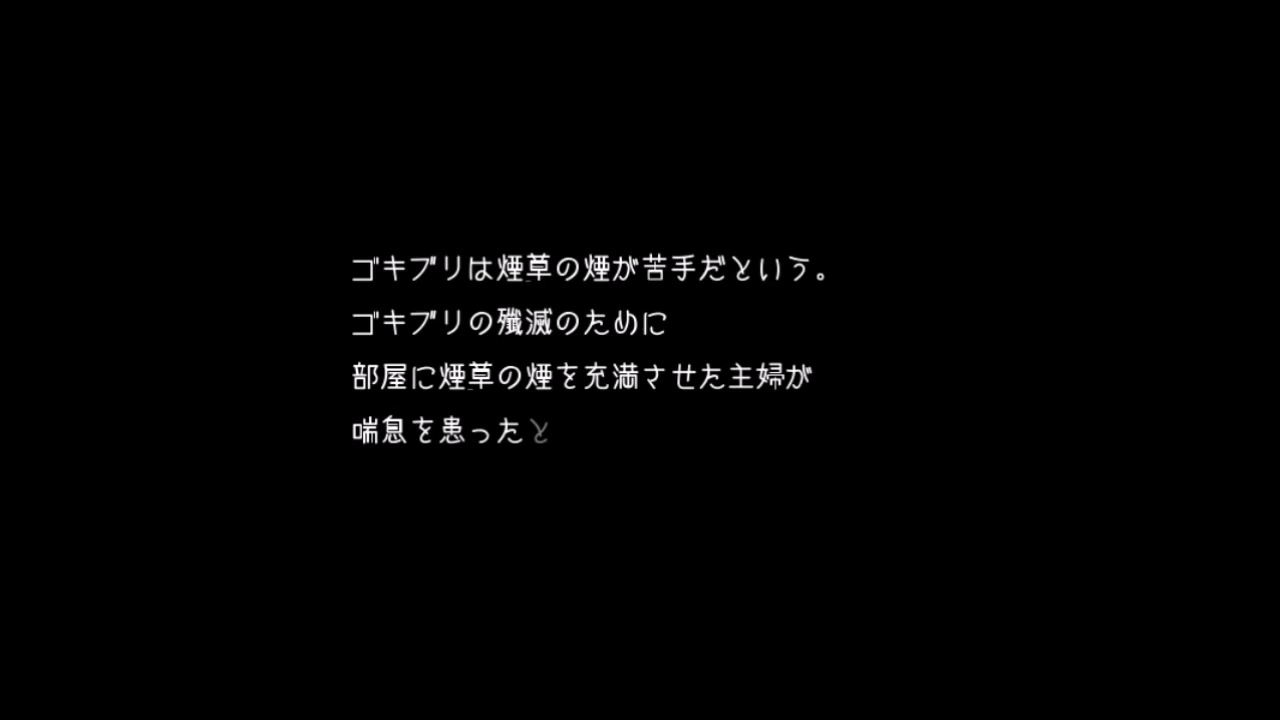 ゴキブリは煙草の煙が苦手だという。
ゴキブリの殲滅のために
部屋に煙草の煙を充満させた主婦が
喘息を患ったと